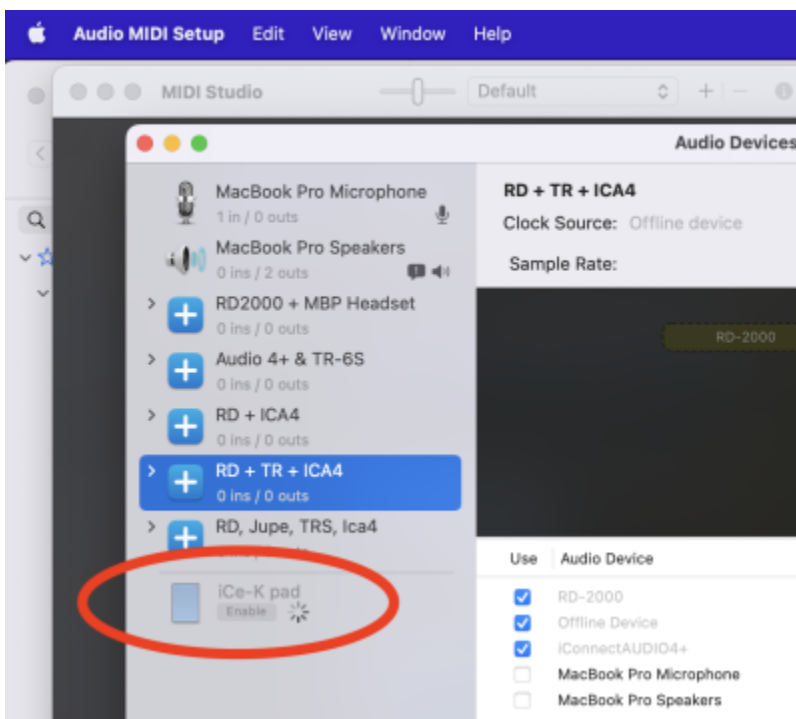 Audio MIDI Setup Edit View Window Help
MIDI Studio Default
Audio Devices
MacBook Pro Microphone
1 in / 0 outs
MacBook Pro Speakers
0 ins / 2 outs
RD2000 + MBP Headset
0 ins / 0 outs
Audio 4+ & TR-6S
0 ins / 0 outs
RD + ICA4
0 ins / 0 outs
RD + TR + ICA4
0 ins / 0 outs
RD, Jupe, TRS, Ica4
iCe-K pad
Enable
RD + TR + ICA4
Clock Source: Offline device
Sample Rate:
RD-2000
Use Audio Device
RD-2000
Offline Device
iConnectAUDIO4+
MacBook Pro Microphone
MacBook Pro Speakers